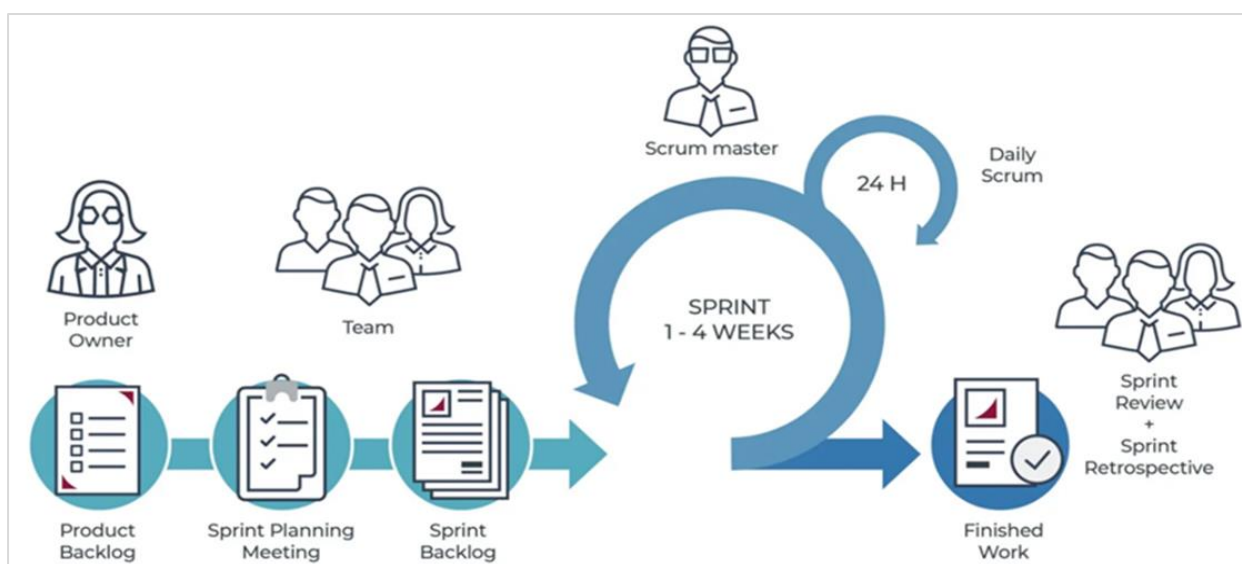 Scrum master
24 H
Daily
Scrum
Product
Owner
Team
SPRINT
1 - 4 WEEKS
Sprint
Review
+
Sprint
Retrospective
Product
Backlog
Sprint Planning
Meeting
Sprint
Backlog
Finished
Work